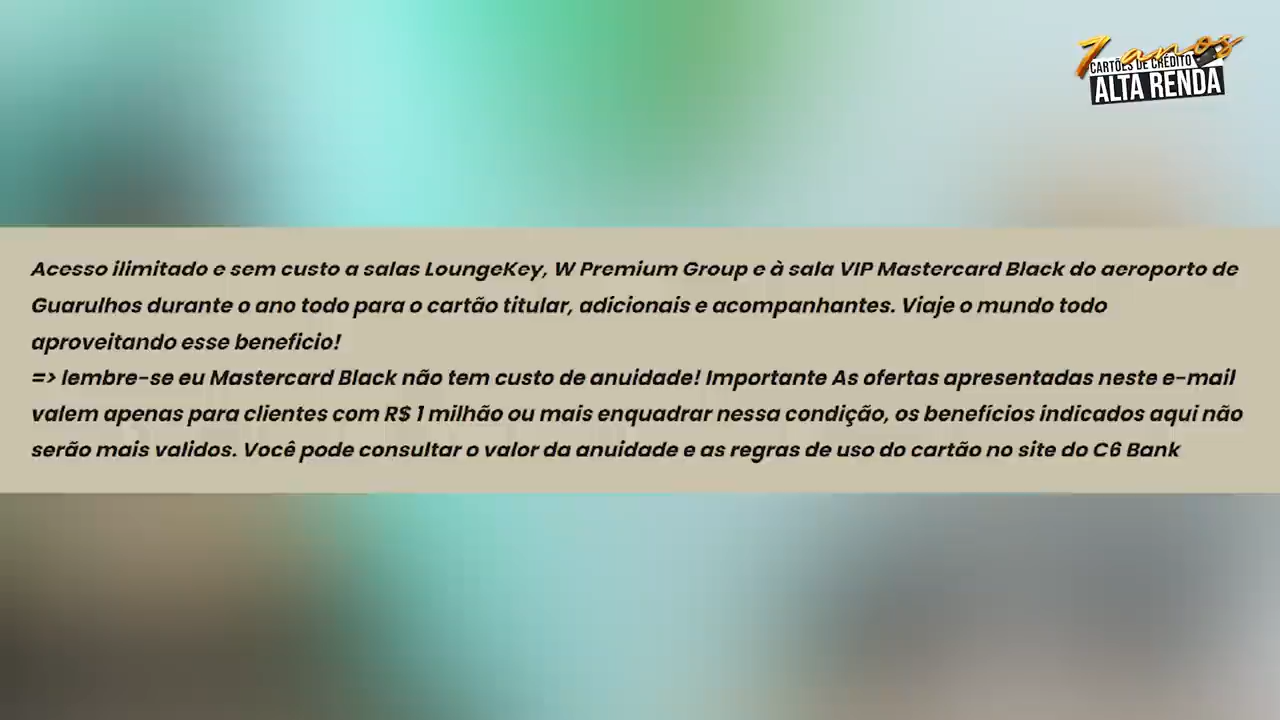 7 anos
CARTÕES DE CRÉDITO
ALTA RENDA
Acesso ilimitado e sem custo a salas LoungeKey, W Premium Group e à sala VIP Mastercard Black do aeroporto de
Guarulhos durante o ano todo para o cartão titular, adicionais e acompanhantes. Viaje o mundo todo
aproveitando esse beneficio!
=> lembre-se eu Mastercard Black não tem custo de anuidade! Importante As ofertas apresentadas neste e-mail
valem apenas para clientes com R$ 1 milhão ou mais enquadrar nessa condição, os benefícios indicados aqui não
serão mais validos. Você pode consultar o valor da anuidade e as regras de uso do cartão no site do C6 Bank